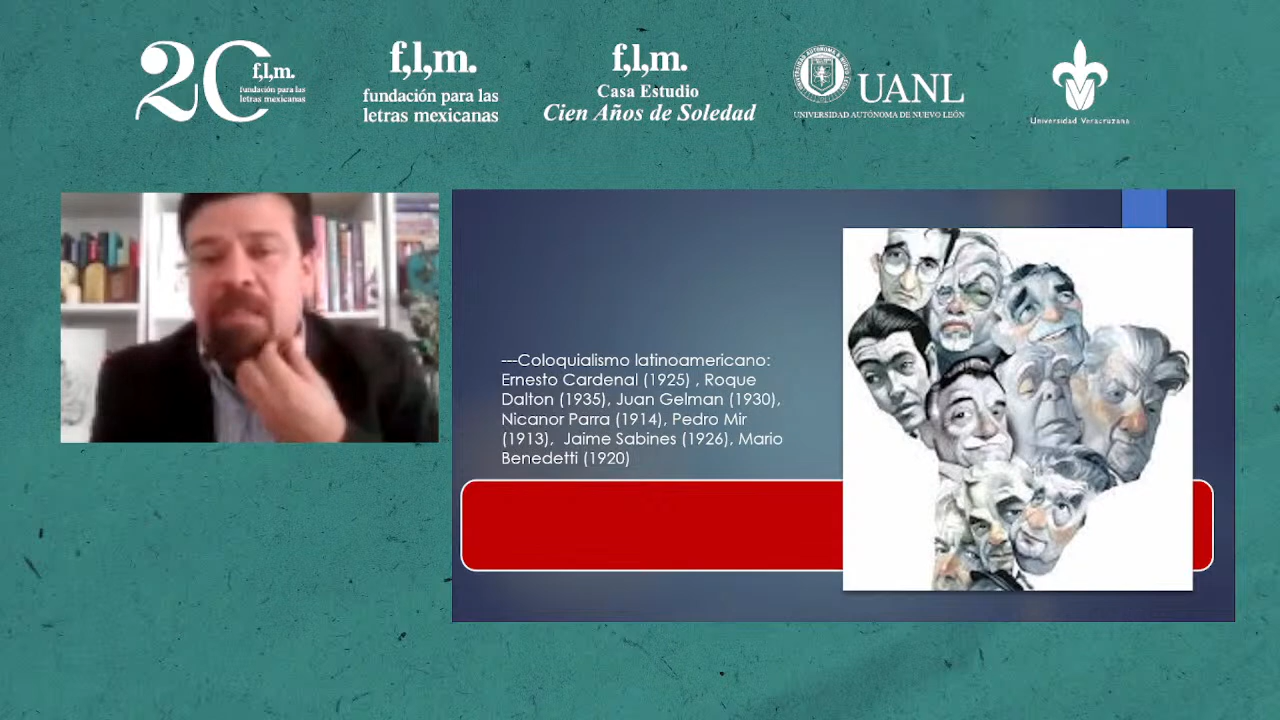 20 f,l,m.
fundación para las
letras mexicanas
f,l,m.
fundación para las
letras mexicanas
f,l,m.
Casa Estudio
Cien Años de Soledad
UANL
UNIVERSIDAD AUTÓNOMA DE NUEVO LEÓN
Universidad Veracruzana
---Coloquialismo latinoamericano:
Ernesto Cardenal (1925) , Roque
Dalton (1935), Juan Gelman (1930),
Nicanor Parra (1914), Pedro Mir
(1913), Jaime Sabines (1926), Mario
Benedetti (1920)